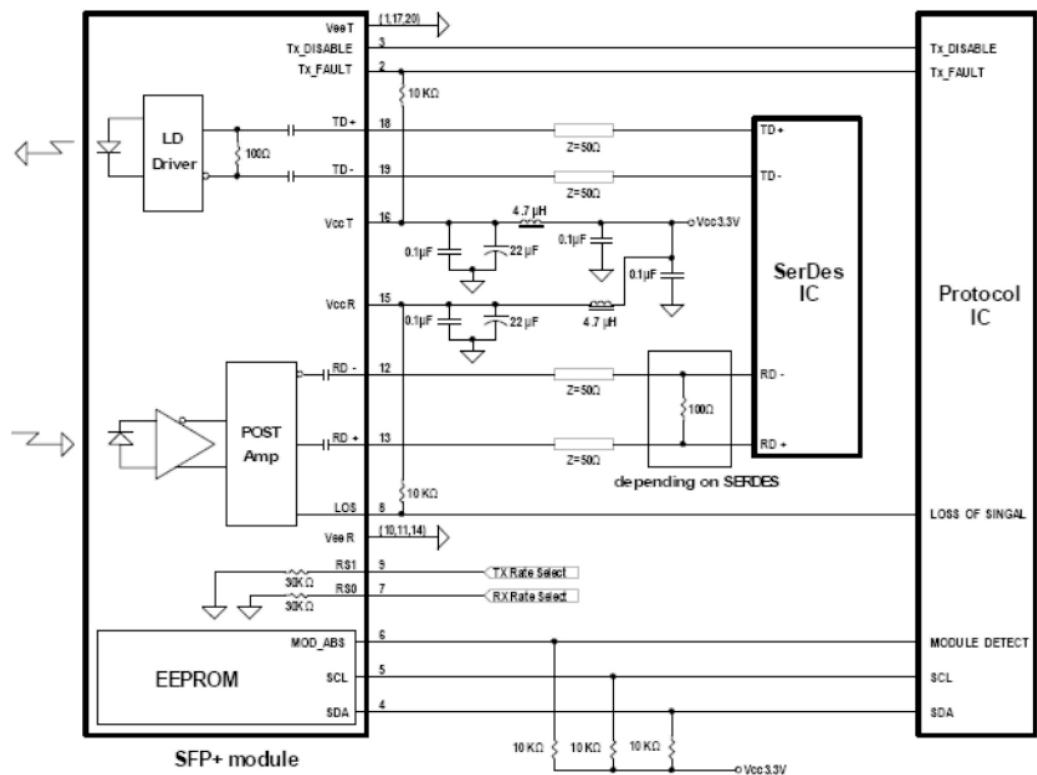 Vee T (1,17,20)
Tx_DISABLE 3 Tx_DISABLE
Tx_FAULT 2 Tx_FAULT
10 KΩ
LD
Driver
100Ω
TD+ 18 Z=50Ω TD+
TD- 19 Z=50Ω TD-
Vcc T 16 4.7 µH Vcc3.3V
0.1µF 22 µF 0.1µF 0.1µF
SerDes
IC
Protocol
IC
Vcc R 15
0.1µF 22 µF 4.7 µH
RD - 12 Z=50Ω RD -
100Ω
POST
Amp
RD + 13 Z=50Ω RD+
depending on SERDES
10 KΩ
LOS 8 LOSS OF SINGAL
Vee R (10,11,14)
RS1 9 TX Rate Select
30KΩ
RS0 7 RX Rate Select
30KΩ
MOD_ABS 6 MODULE DETECT
EEPROM
SCL 5 SCL
SDA 4 SDA
10 KΩ 10 KΩ 10 KΩ
Vcc3.3V
SFP+ module